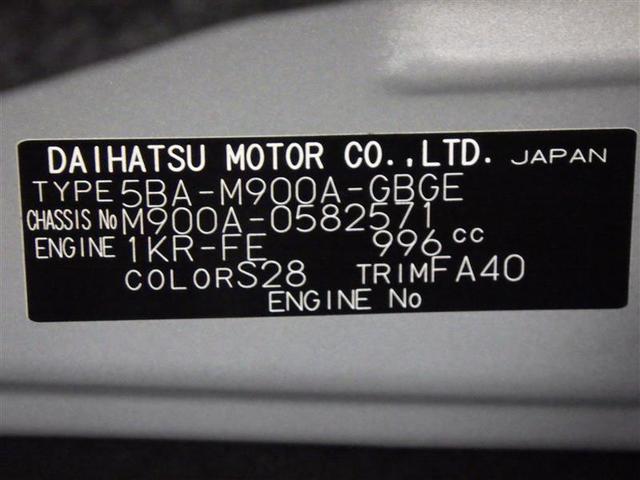 DAIHATSU MOTOR CO.,LTD. JAPAN
TYPE 5BA-M900A-GBGE
CHASSIS No M900A-0582571
ENGINE 1KR-FE 996 cc
COLOR S28 TRIM FA40
ENGINE No